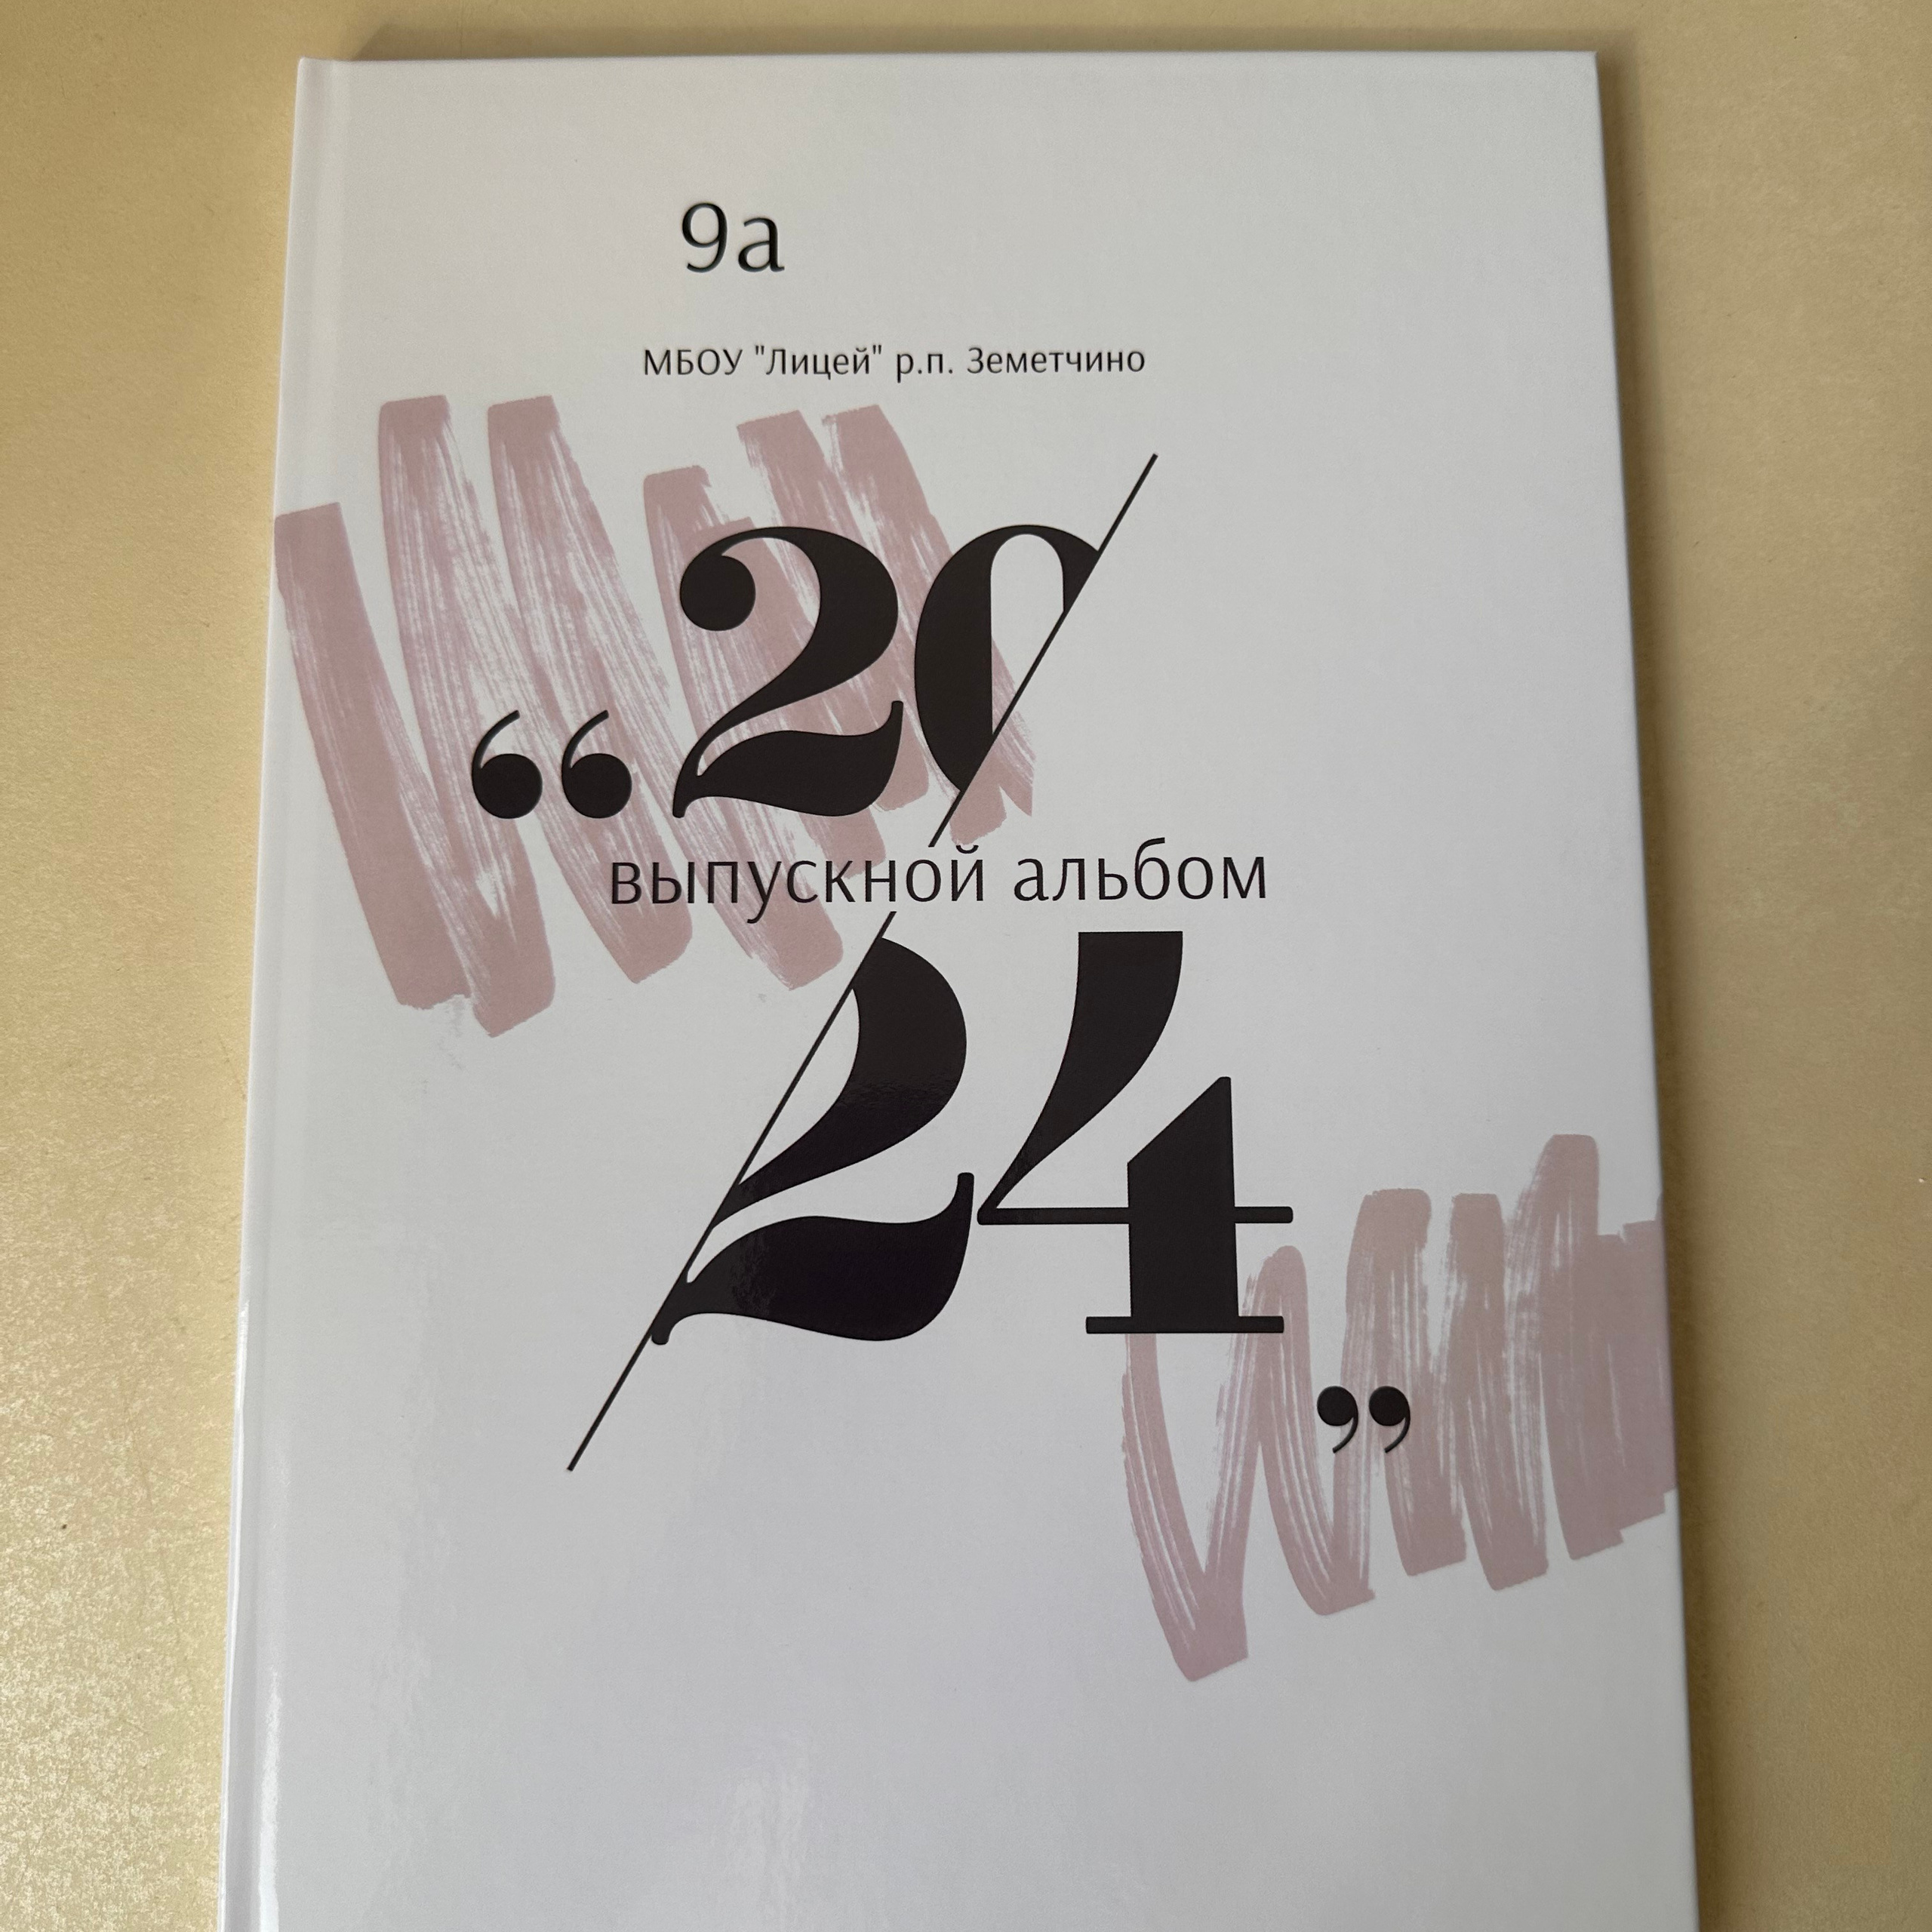 9а
МБОУ "Лицей" р.п. Земетчино
“20
выпускной альбом
24”